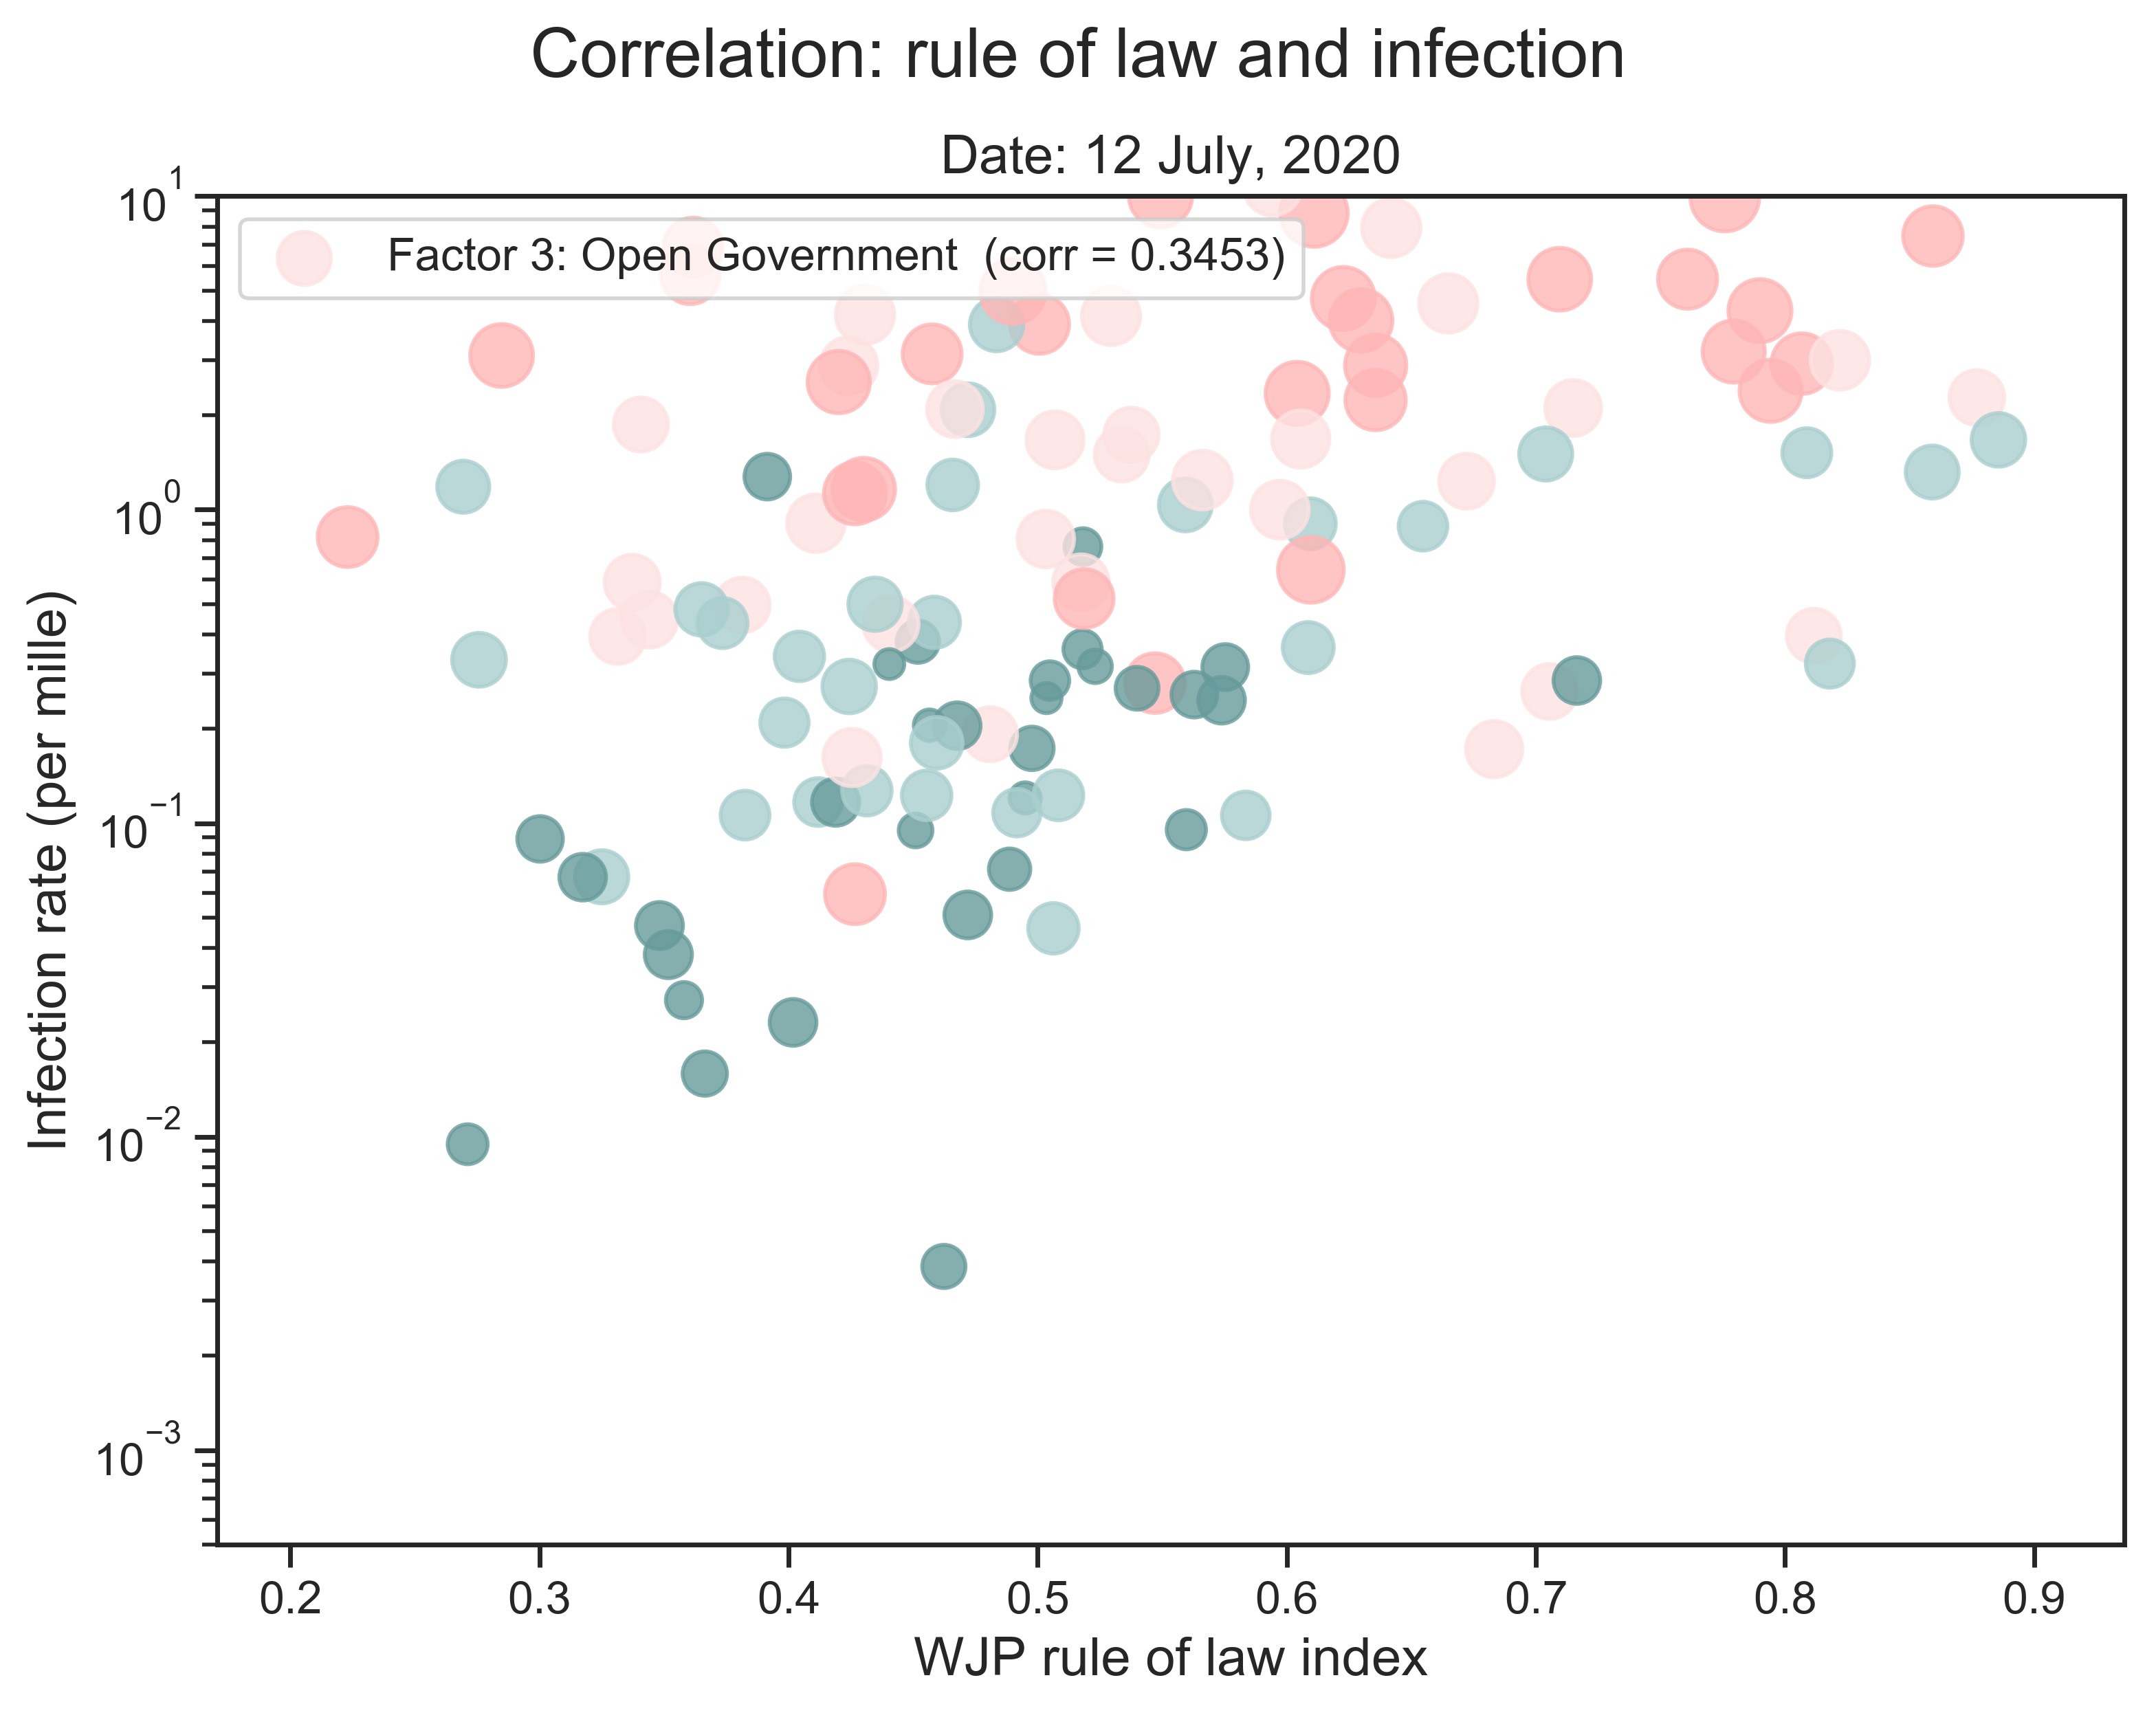 Correlation: rule of law and infection
Date: 12 July, 2020
Factor 3: Open Government  (corr = 0.3453)
Infection rate (per mille)
10^1
10^0
10^−1
10^−2
10^−3
0.2 0.3 0.4 0.5 0.6 0.7 0.8 0.9
WJP rule of law index